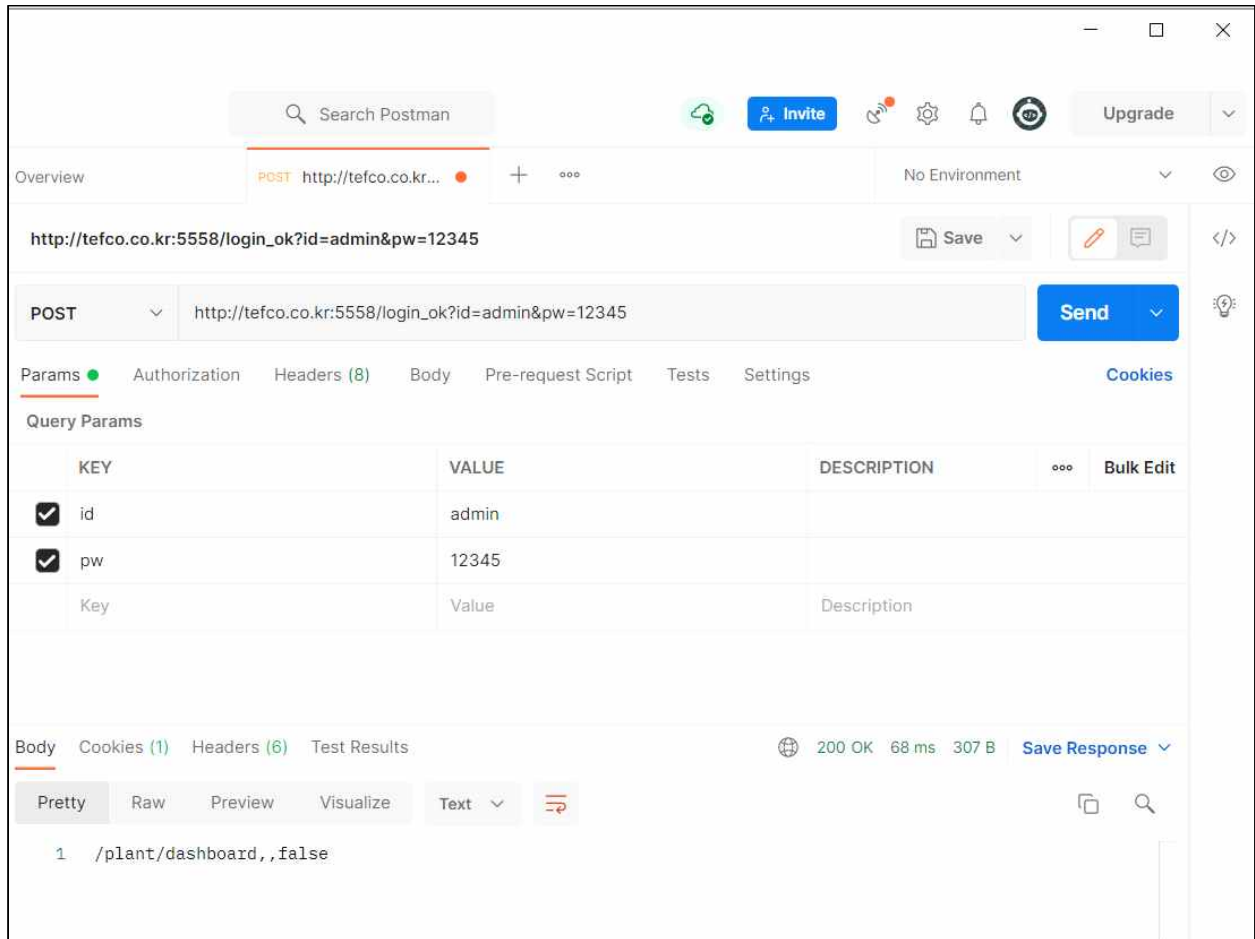 Search Postman
Invite
Upgrade
Overview
POST http://tefco.co.kr...
No Environment
http://tefco.co.kr:5558/login_ok?id=admin&pw=12345
Save
</>
POST
http://tefco.co.kr:5558/login_ok?id=admin&pw=12345
Send
Params Authorization Headers (8) Body Pre-request Script Tests Settings Cookies
Query Params
KEY VALUE DESCRIPTION Bulk Edit
id admin
pw 12345
Key Value Description
Body Cookies (1) Headers (6) Test Results 200 OK 68 ms 307 B Save Response
Pretty Raw Preview Visualize Text
1 /plant/dashboard,,false